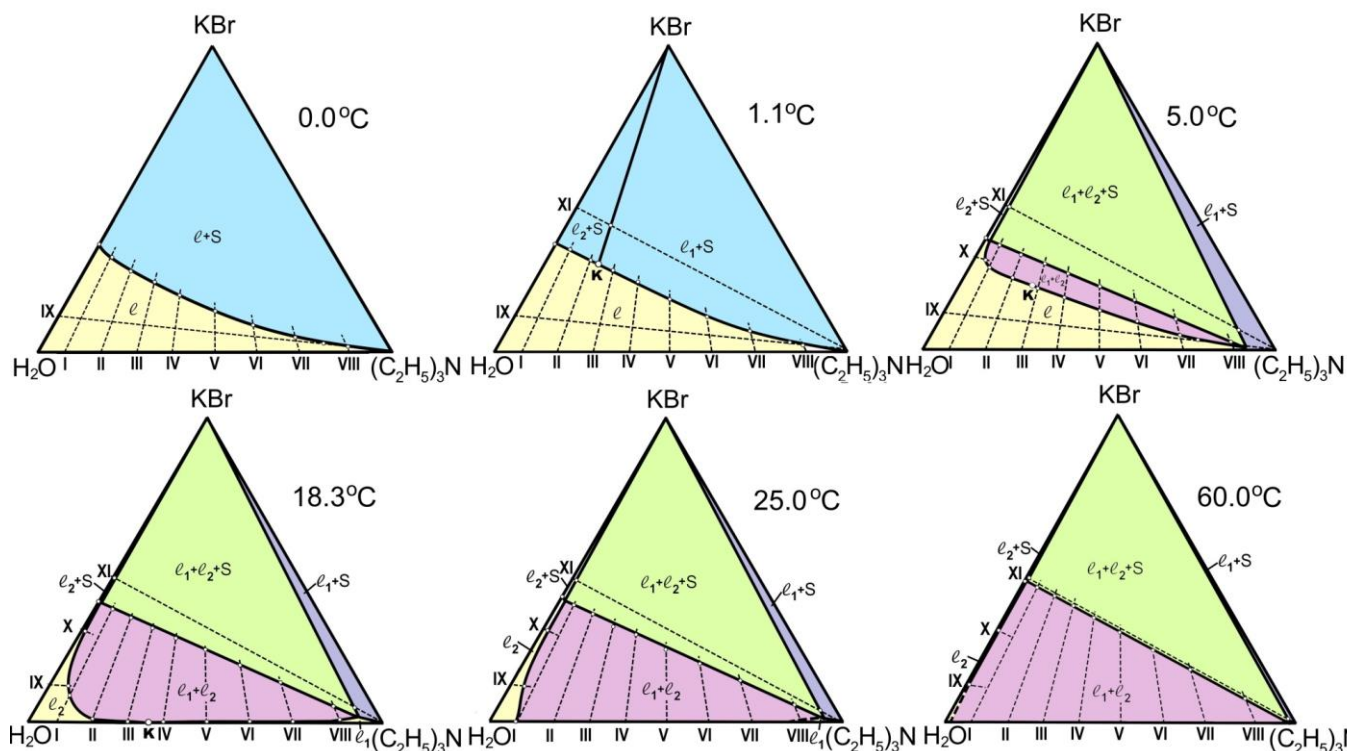 KBr
0.0°C
ℓ+S
IX
ℓ
H₂O I II III IV V VI VII VIII (C₂H₅)₃N
KBr
1.1°C
XI
ℓ₂+S
ℓ₁+S
K
IX
ℓ
H₂O I II III IV V VI VII VIII (C₂H₅)₃N
KBr
5.0°C
ℓ₁+ℓ₂+S
ℓ₂+S XI
ℓ₁+S
X
ℓ₁+ℓ₂
K
IX
ℓ
H₂O I II III IV V VI VII VIII (C₂H₅)₃N
KBr
18.3°C
ℓ₁+ℓ₂+S
ℓ₂+S XI
ℓ₁+S
X
IX
ℓ₁+ℓ₂
ℓ₂
H₂O I II III K IV V VI VII VIII ℓ₁ (C₂H₅)₃N
KBr
25.0°C
ℓ₁+ℓ₂+S
ℓ₂+S XI
ℓ₁+S
X
ℓ₂
IX
ℓ₁+ℓ₂
H₂O I II III IV V VI VII VIII ℓ₁ (C₂H₅)₃N
KBr
60.0°C
ℓ₂+S
ℓ₁+ℓ₂+S
ℓ₁+S
XI
X
ℓ₂
IX
ℓ₁+ℓ₂
H₂O I II III IV V VI VII VIII (C₂H₅)₃N